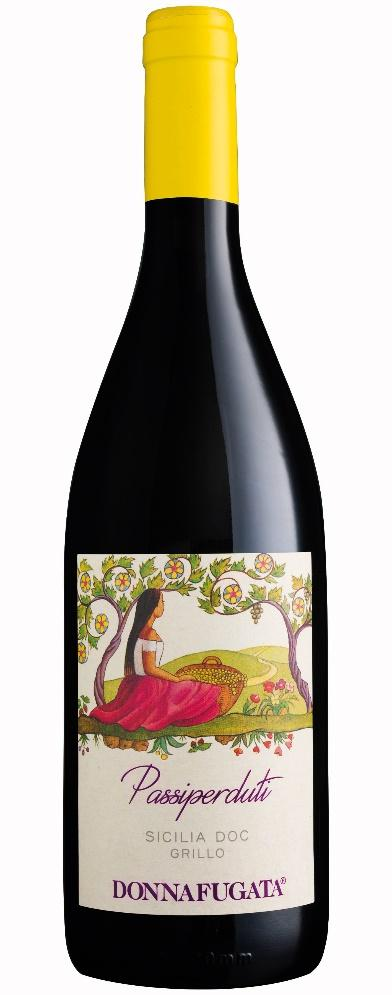 Passiperduti
SICILIA DOC
GRILLO
DONNAFUGATA®